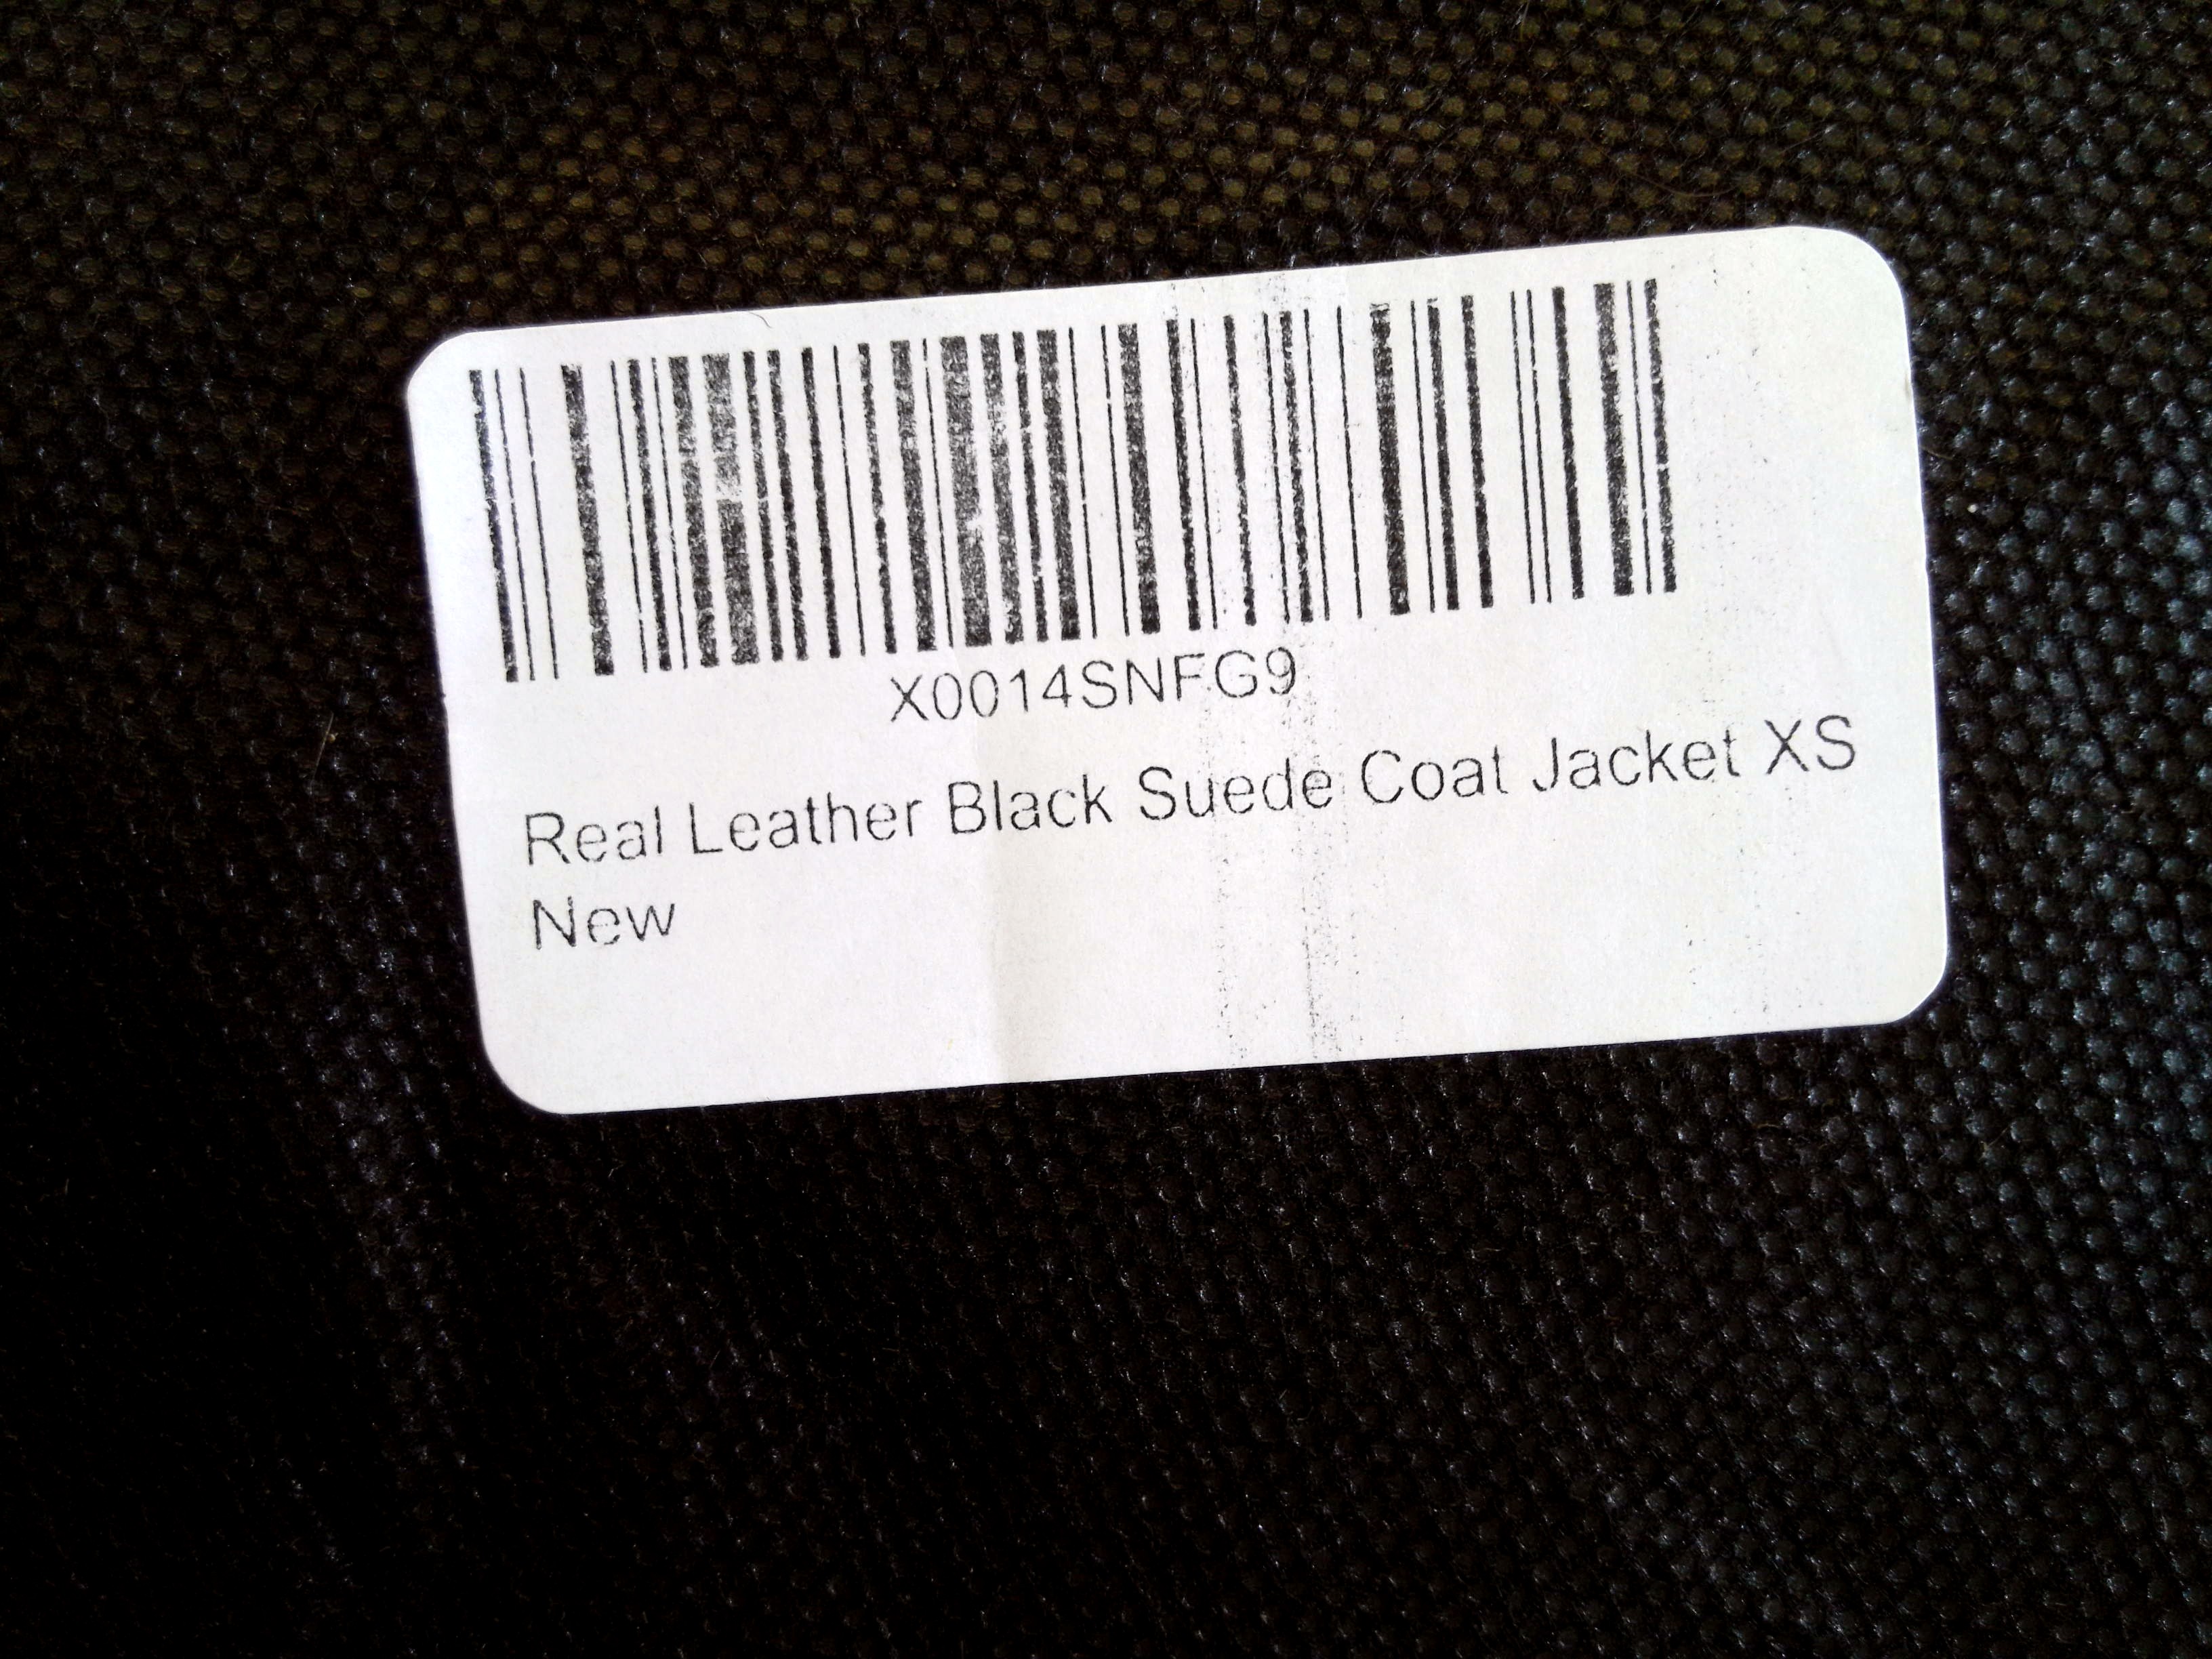 X0014SNFG9
Real Leather Black Suede Coat Jacket XS
New